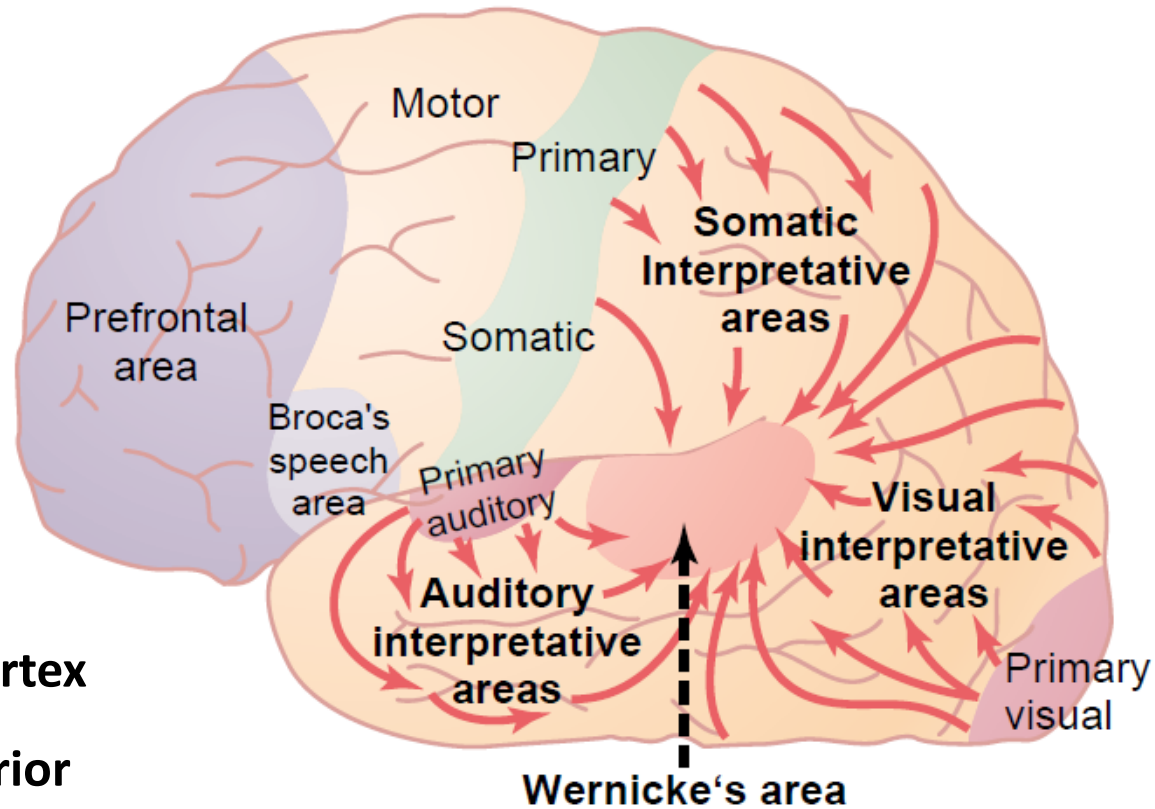 Motor
Primary
Somatic
Interpretative
areas
Prefrontal
area
Somatic
Broca's
speech
area
Primary
auditory
Visual
interpretative
areas
Auditory
interpretative
areas
Primary
visual
rtex
rior
Wernicke‘s area